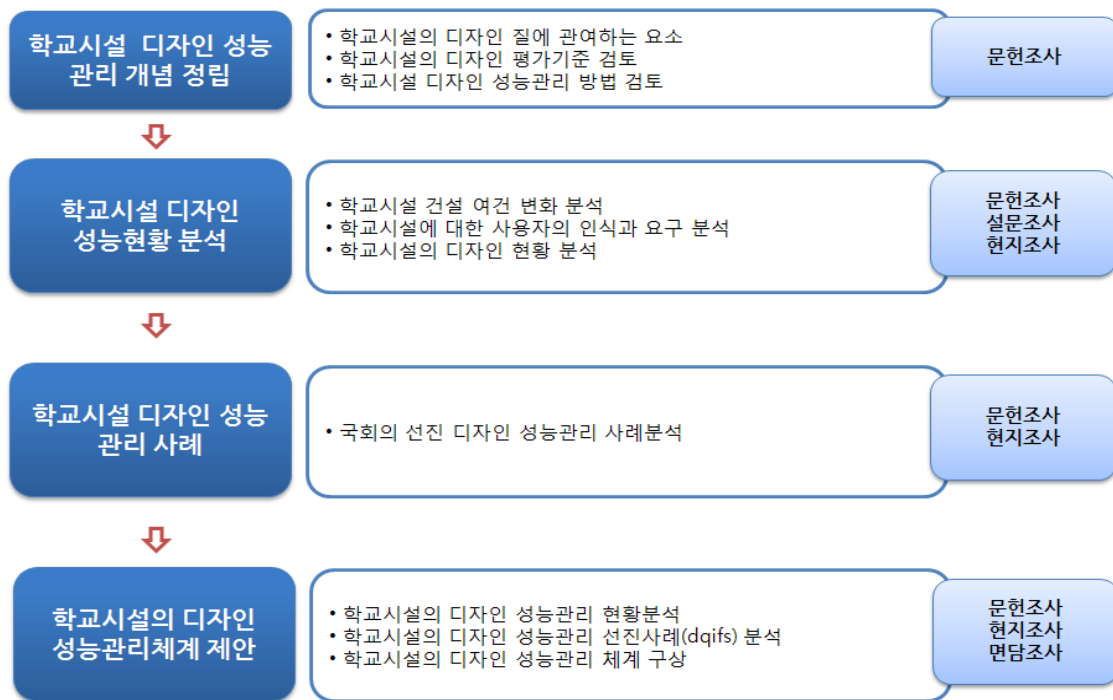 학교시설 디자인 성능
관리 개념 정립
• 학교시설의 디자인 질에 관여하는 요소
• 학교시설의 디자인 평가기준 검토
• 학교시설 디자인 성능관리 방법 검토
문헌조사
학교시설 디자인
성능현황 분석
• 학교시설 건설 여건 변화 분석
• 학교시설에 대한 사용자의 인식과 요구 분석
• 학교시설의 디자인 현황 분석
문헌조사
설문조사
현지조사
학교시설 디자인 성능
관리 사례
• 국회의 선진 디자인 성능관리 사례분석
문헌조사
현지조사
학교시설의 디자인
성능관리체계 제안
• 학교시설의 디자인 성능관리 현황분석
• 학교시설의 디자인 성능관리 선진사례(dqifs) 분석
• 학교시설의 디자인 성능관리 체계 구상
문헌조사
현지조사
면담조사